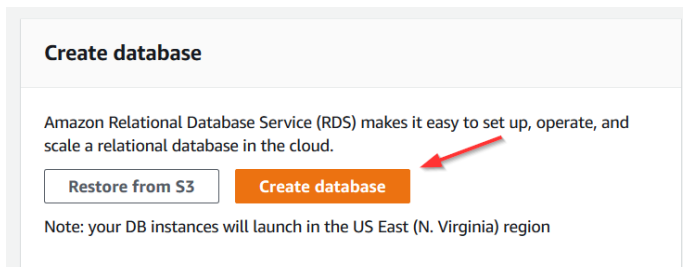 Create database
Amazon Relational Database Service (RDS) makes it easy to set up, operate, and
scale a relational database in the cloud.
Restore from S3
Create database
Note: your DB instances will launch in the US East (N. Virginia) region